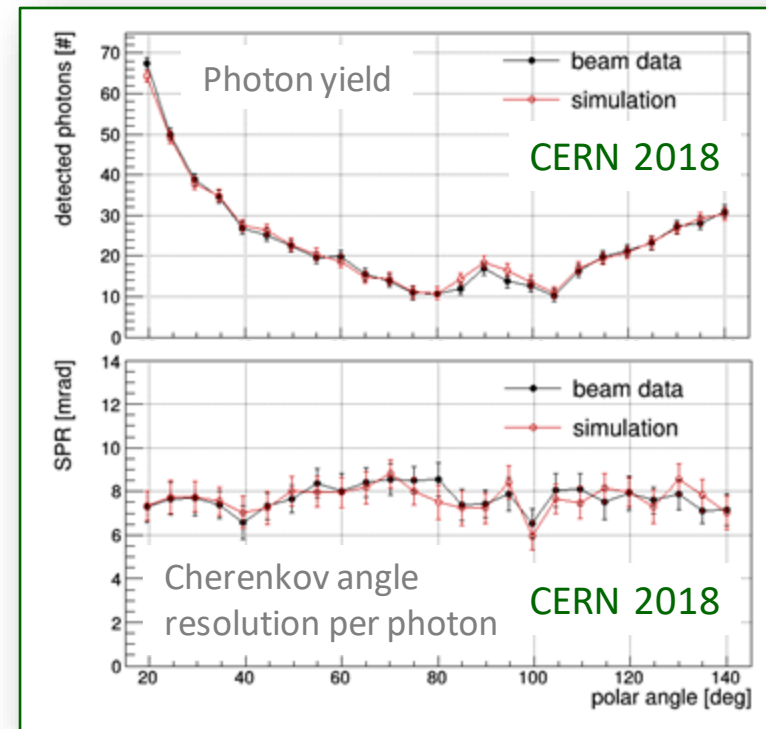 detected photons [#]
70
60
50
40
30
20
10
0
Photon yield
beam data
simulation
CERN 2018
SPR [mrad]
14
12
10
8
6
4
2
0
beam data
simulation
Cherenkov angle
resolution per photon
CERN 2018
20 40 60 80 100 120 140
polar angle [deg]